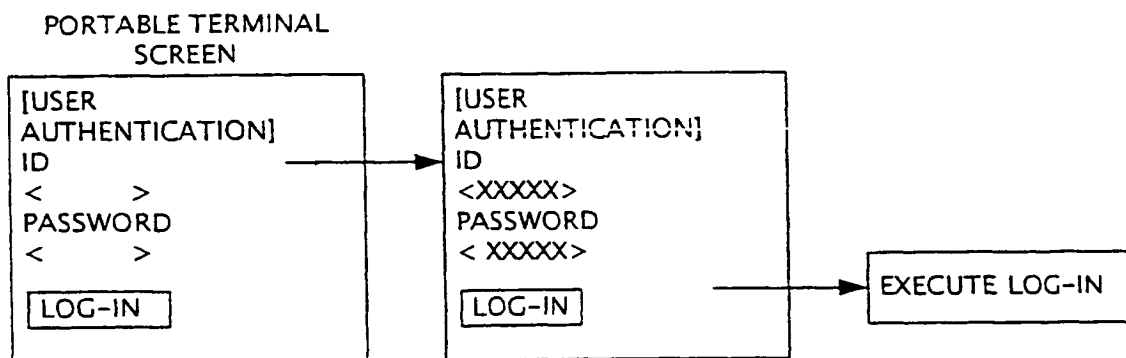 PORTABLE TERMINAL
SCREEN
[USER
AUTHENTICATION]
ID
< >
PASSWORD
< >
LOG-IN
[USER
AUTHENTICATION]
ID
<XXXXX>
PASSWORD
< XXXXX>
LOG-IN
EXECUTE LOG-IN